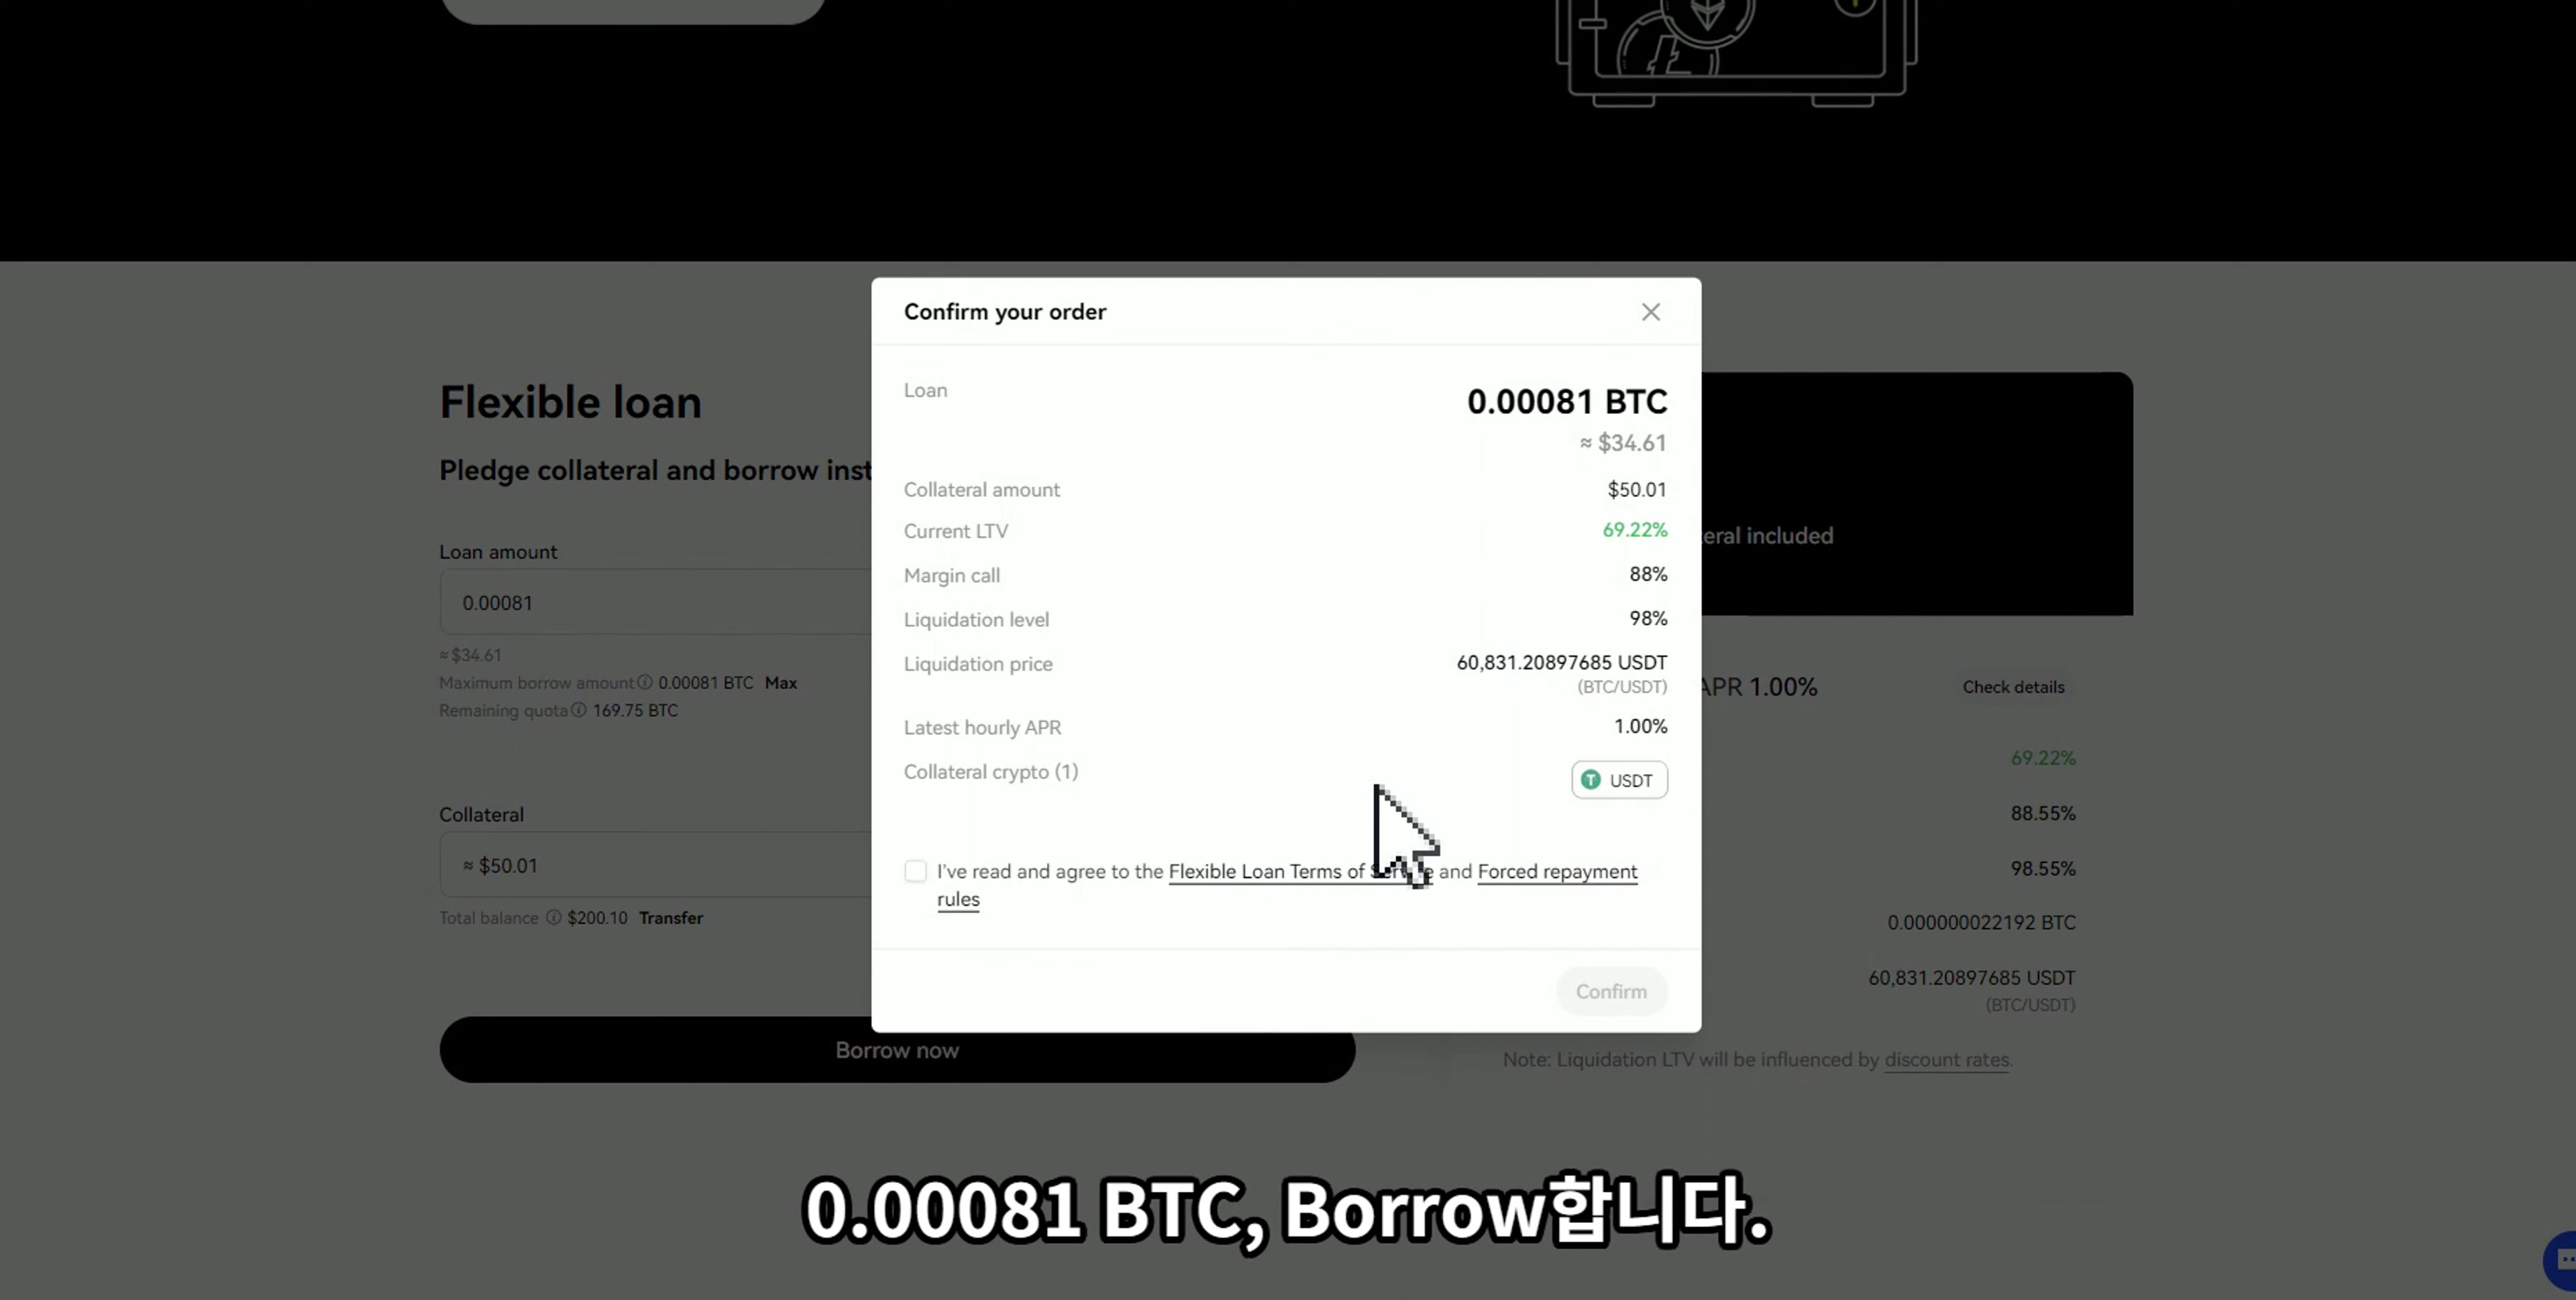 Confirm your order
Loan
0.00081 BTC
≈ $34.61
Collateral amount
$50.01
Current LTV
69.22%
Margin call
88%
Liquidation level
98%
Liquidation price
60,831.20897685 USDT
(BTC/USDT)
Latest hourly APR
1.00%
Collateral crypto (1)
USDT
I've read and agree to the Flexible Loan Terms of Service and Forced repayment
rules
Confirm
Flexible loan
Pledge collateral and borrow inst
Loan amount
0.00081
≈ $34.61
Maximum borrow amount 0.00081 BTC Max
Remaining quota 169.75 BTC
Collateral
≈ $50.01
Total balance $200.10 Transfer
Borrow now
eral included
APR 1.00%
Check details
69.22%
88.55%
98.55%
0.000000022192 BTC
60,831.20897685 USDT
(BTC/USDT)
Note: Liquidation LTV will be influenced by discount rates.
0.00081 BTC, Borrow합니다.